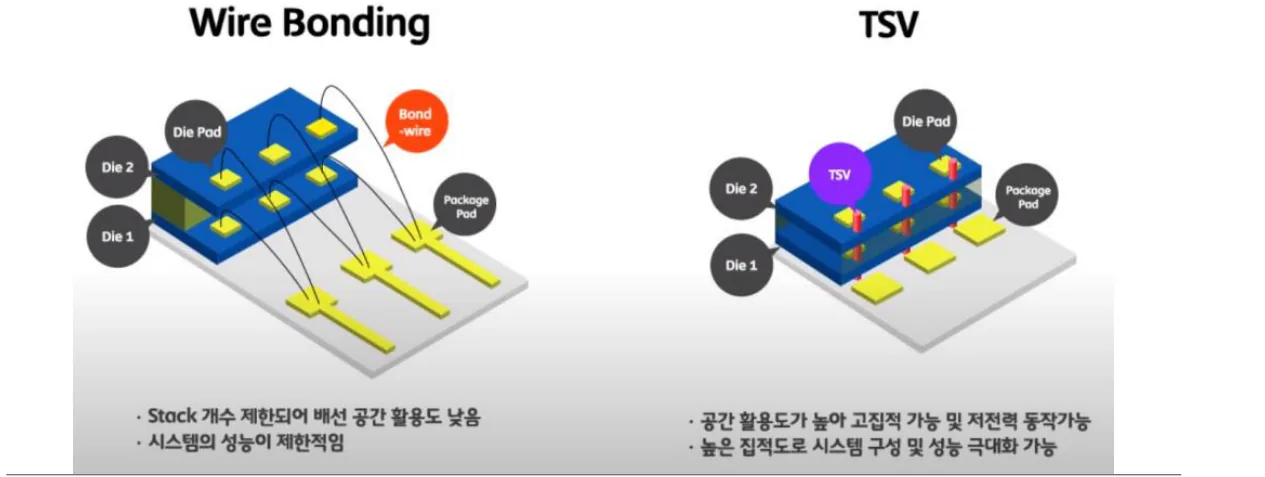 Wire Bonding
Die Pad
Bond
-wire
Die 2
Package
Pad
Die 1
· Stack 개수 제한되어 배선 공간 활용도 낮음
· 시스템의 성능이 제한적임
TSV
Die Pad
TSV
Die 2
Package
Pad
Die 1
· 공간 활용도가 높아 고집적 가능 및 저전력 동작가능
· 높은 집적도로 시스템 구성 및 성능 극대화 가능